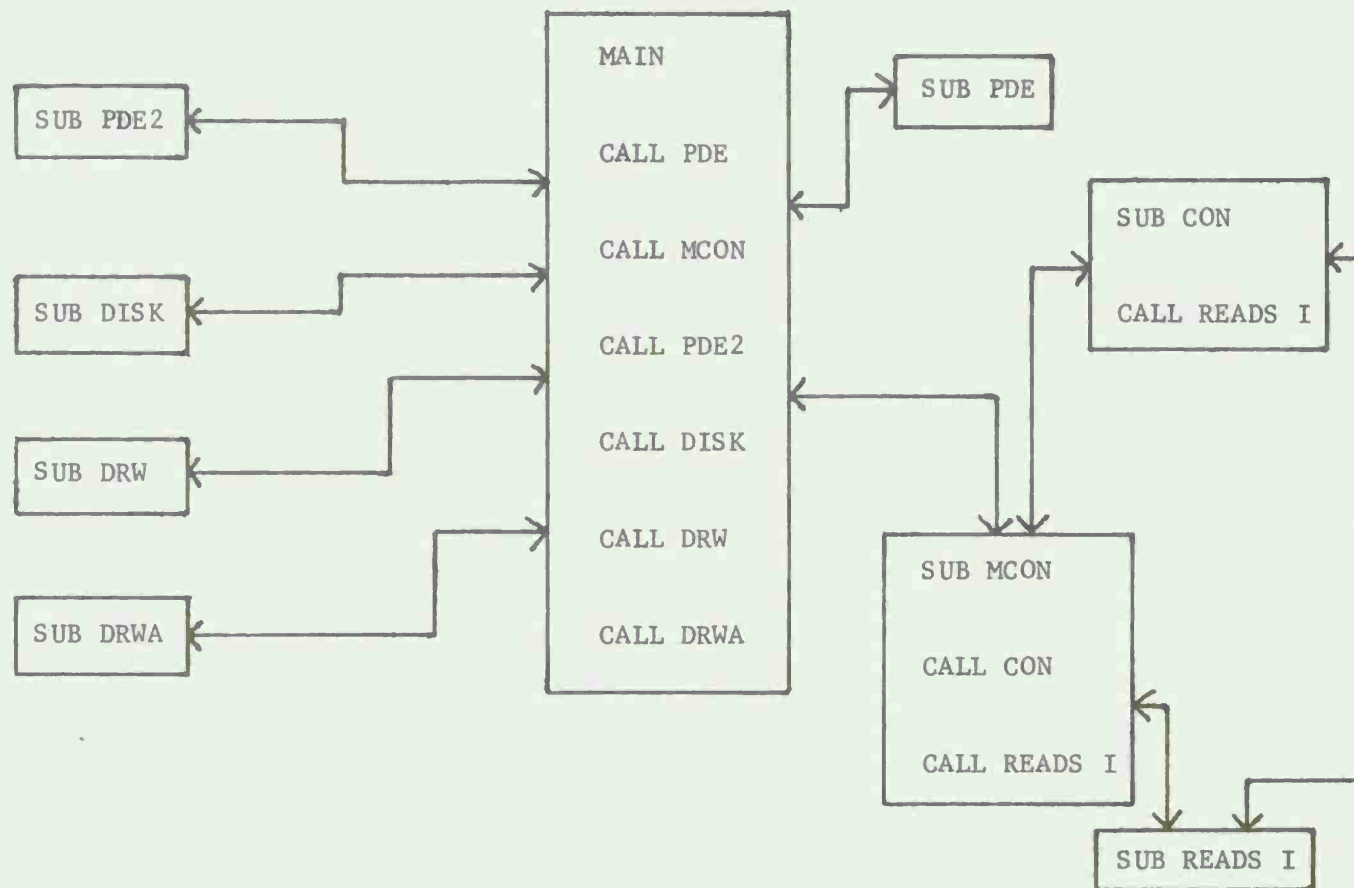 SUB PDE2
SUB DISK
SUB DRW
SUB DRWA
MAIN
CALL PDE
CALL MCON
CALL PDE2
CALL DISK
CALL DRW
CALL DRWA
SUB PDE
SUB CON
CALL READS I
SUB MCON
CALL CON
CALL READS I
SUB READS I